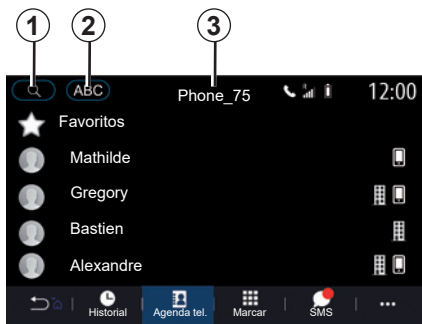 1 2 3
ABC Phone_75 12:00
Favoritos
Mathilde
Gregory
Bastien
Alexandre
Historial Agenda tel. Marcar SMS